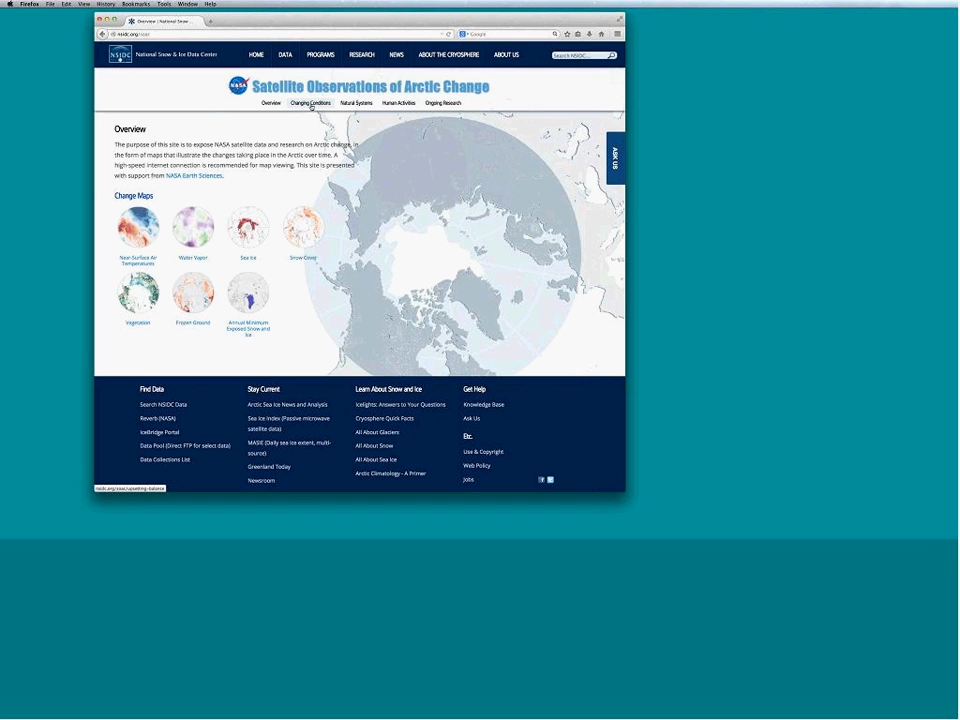 Firefox File Edit View History Bookmarks Tools Window Help
Overview | National Snow ...
nsidc.org/soac
Google
NSIDC National Snow & Ice Data Center
HOME DATA PROGRAMS RESEARCH NEWS ABOUT THE CRYOSPHERE ABOUT US
Search NSIDC...
NASA
Satellite Observations of Arctic Change
Overview Changing Conditions Natural Systems Human Activities Ongoing Research
Overview
The purpose of this site is to expose NASA satellite data and research on Arctic change, in
the form of maps that illustrate the changes taking place in the Arctic over time. A
high-speed internet connection is recommended for map viewing. This site is presented
with support from NASA Earth Sciences.
ASK US
Change Maps
Near-Surface Air
Temperatures
Water Vapor
Sea Ice
Snow Cover
Vegetation
Frozen Ground
Annual Minimum
Exposed Snow and
Ice
Find Data
Search NSIDC Data
Reverb (NASA)
IceBridge Portal
Data Pool (Direct FTP for select data)
Data Collections List
Stay Current
Arctic Sea Ice News and Analysis
Sea Ice Index (Passive microwave
satellite data)
MASIE (Daily sea ice extent, multi-
source)
Greenland Today
Newsroom
Learn About Snow and Ice
Icelights: Answers to Your Questions
Cryosphere Quick Facts
All About Glaciers
All About Snow
All About Sea Ice
Arctic Climatology - A Primer
Get Help
Knowledge Base
Ask Us
Etc.
Use & Copyright
Web Policy
Jobs
nsidc.org/soac/upsetting-balance